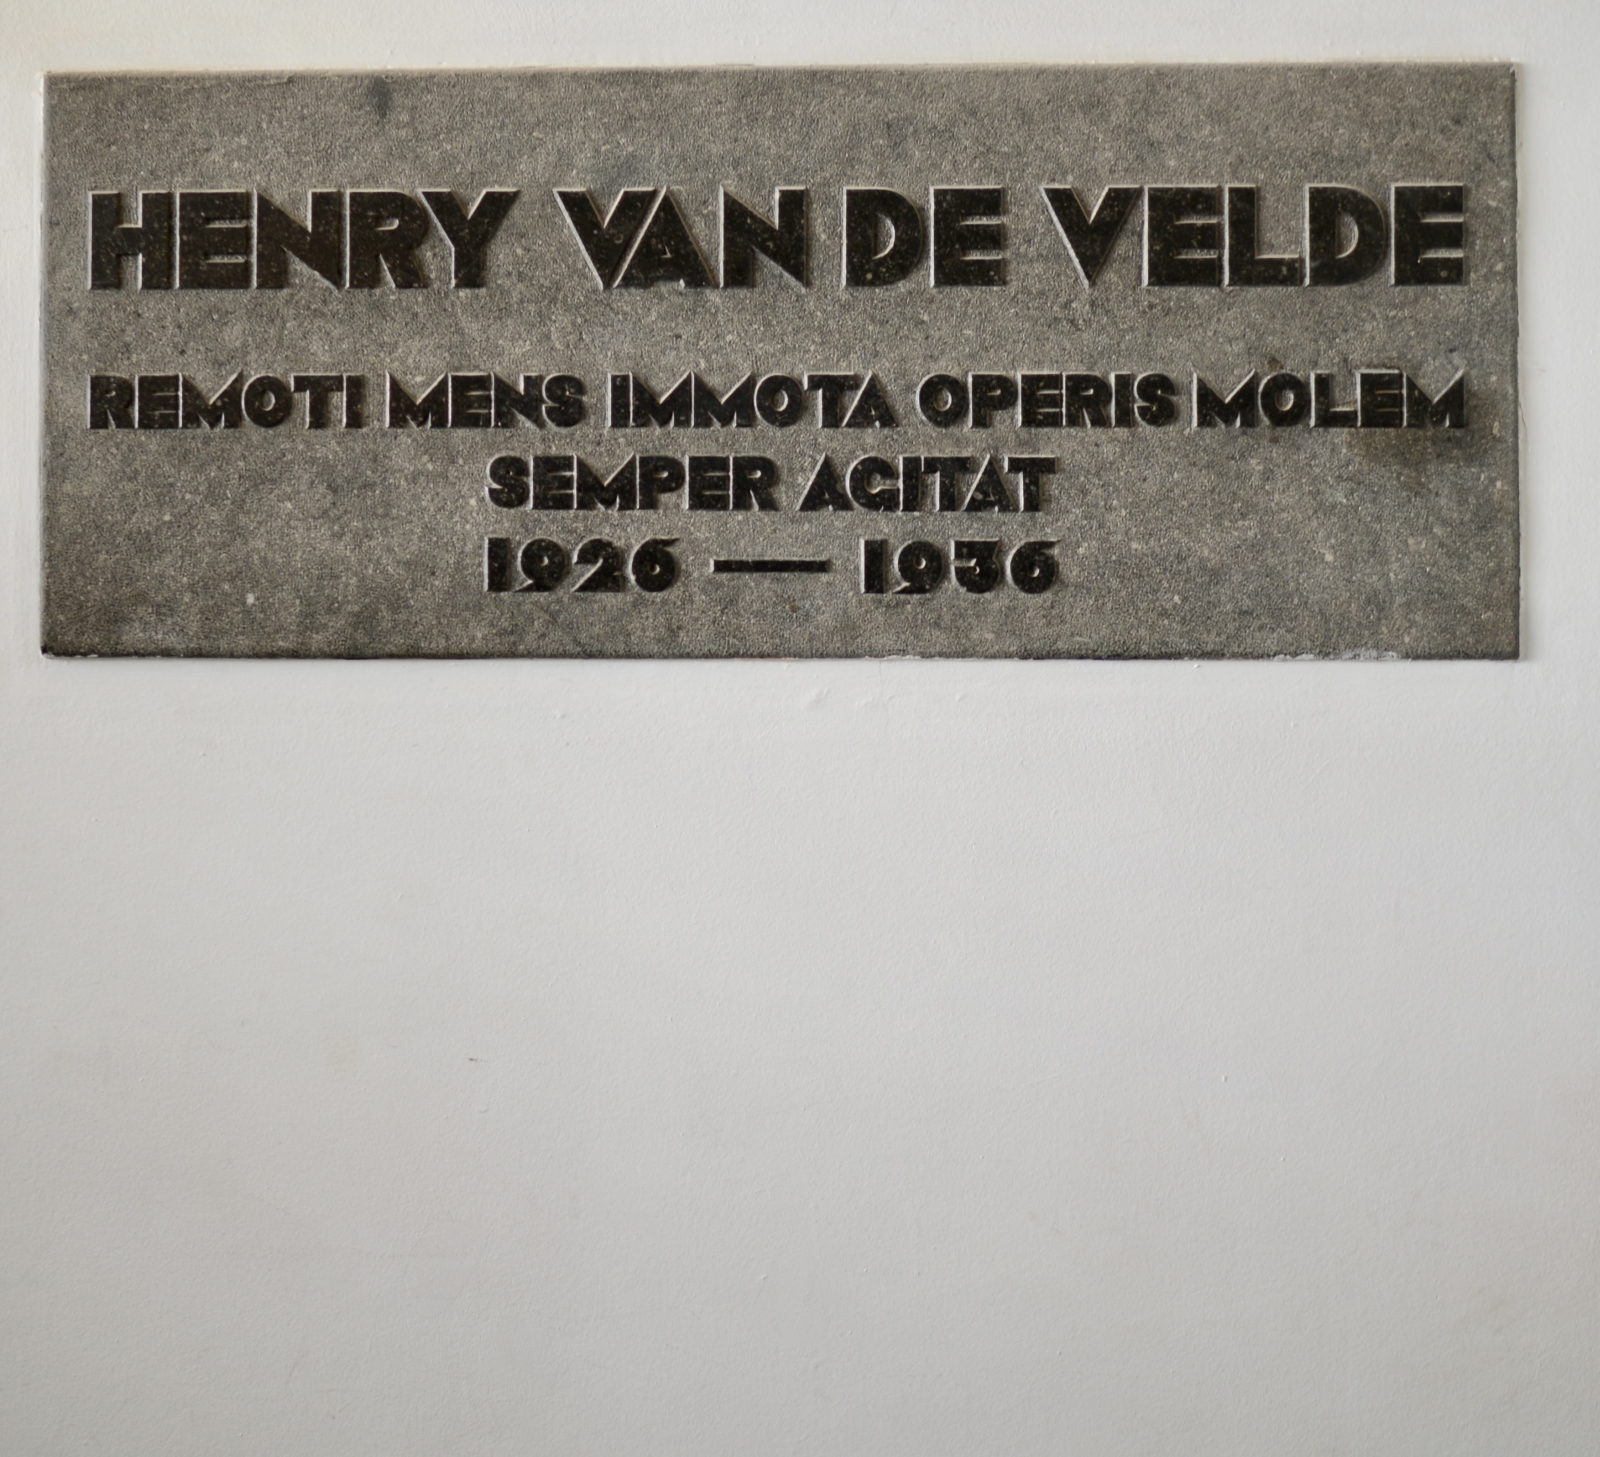 HENRY VAN DE VELDE
REMOTI MENS IMMOTA OPERIS MOLEM
SEMPER AGITAT
1926 — 1936